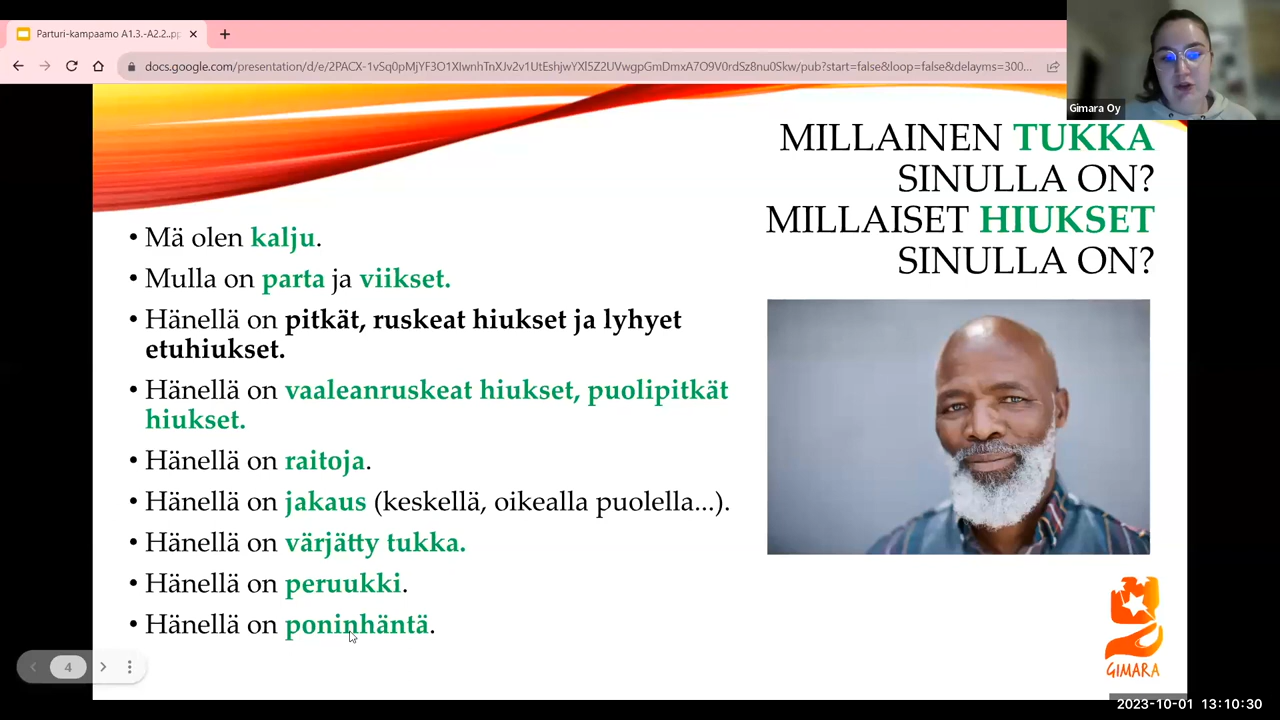 Parturi-kampaamo A1.3.-A2.2..pp
docs.google.com/presentation/d/e/2PACX-1vSq0pMjYF3O1XIwnhTnXJv2v1UtEshjwYXl5Z2UVwgpGmDmxA7O9V0rdSz8nu0Skw/pub?start=false&loop=false&delayms=300...
Gimara Oy
MILLAINEN TUKKA
SINULLA ON?
MILLAISET HIUKSET
SINULLA ON?
• Mä olen kalju.
• Mulla on parta ja viikset.
• Hänellä on pitkät, ruskeat hiukset ja lyhyet
etuhiukset.
• Hänellä on vaaleanruskeat hiukset, puolipitkät
hiukset.
• Hänellä on raitoja.
• Hänellä on jakaus (keskellä, oikealla puolella...).
• Hänellä on värjätty tukka.
• Hänellä on peruukki.
• Hänellä on poninhäntä.
GIMARA
4
2023-10-01 13:10:30